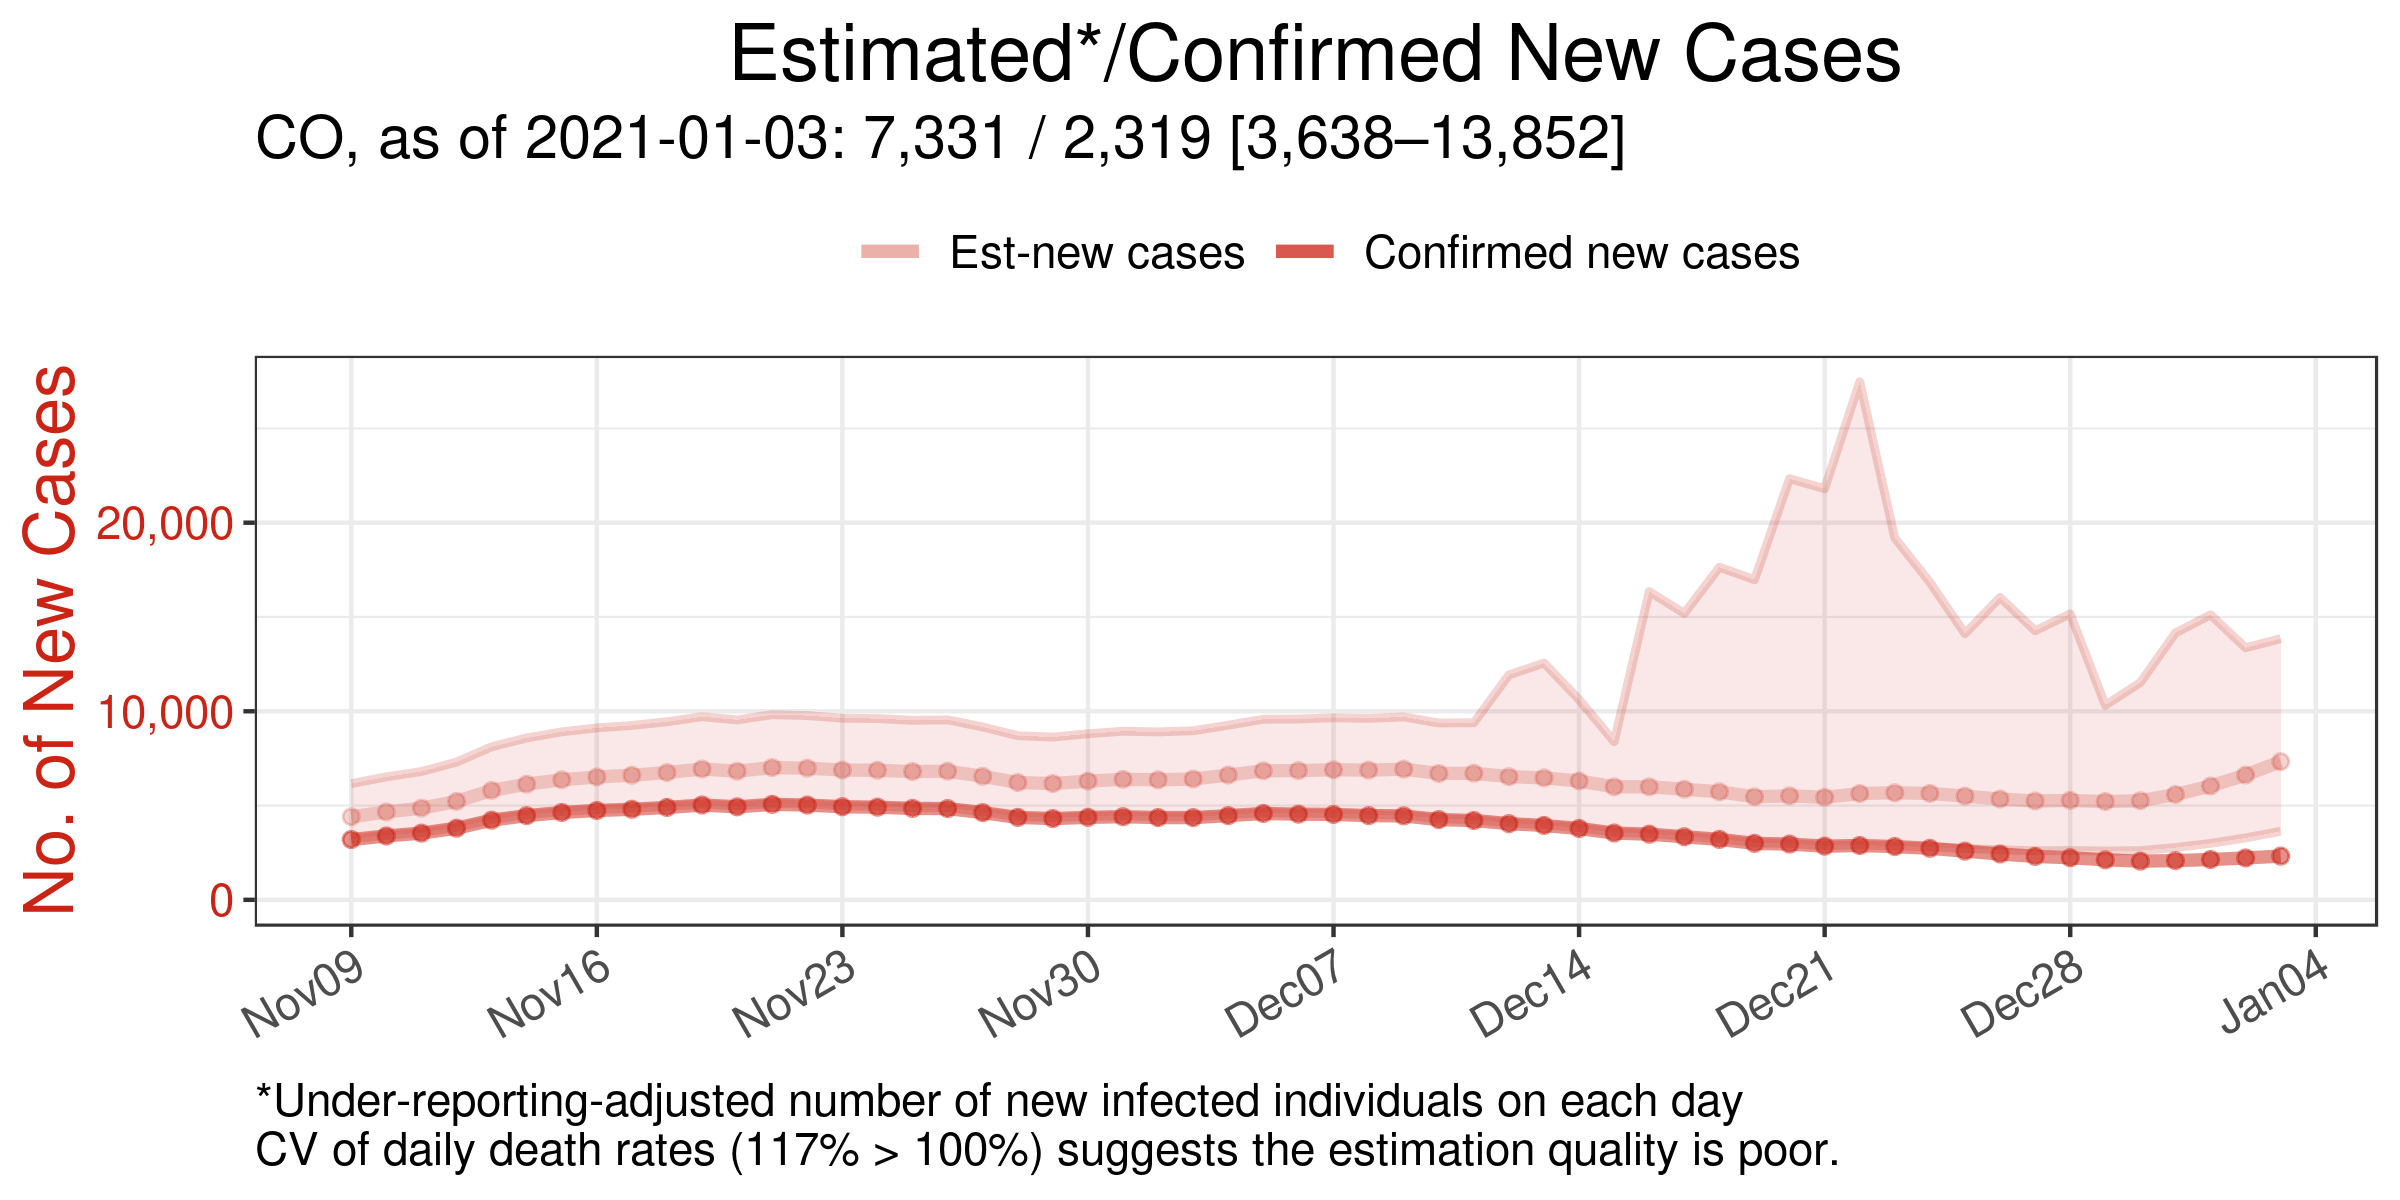 Estimated*/Confirmed New Cases
CO, as of 2021-01-03: 7,331 / 2,319 [3,638–13,852]
Est-new cases
Confirmed new cases
No. of New Cases
20,000
10,000
0
Nov09
Nov16
Nov23
Nov30
Dec07
Dec14
Dec21
Dec28
Jan04
*Under-reporting-adjusted number of new infected individuals on each day
CV of daily death rates (117% > 100%) suggests the estimation quality is poor.